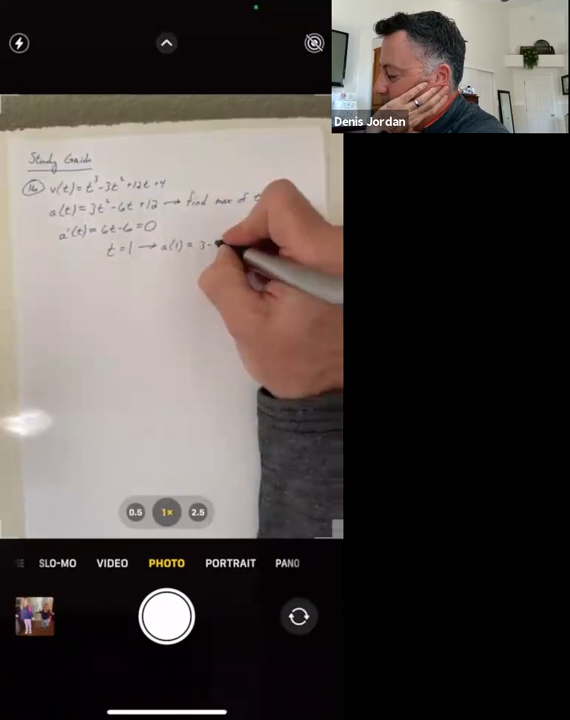 Denis Jordan
Study Guide
16 v(t) = t³ - 3t² + 12t + 4
a(t) = 3t² - 6t + 12 → find max of t
a'(t) = 6t - 6 = 0
t = 1 → a(1) = 3 -
0.5 1× 2.5
SLO-MO VIDEO PHOTO PORTRAIT PANO